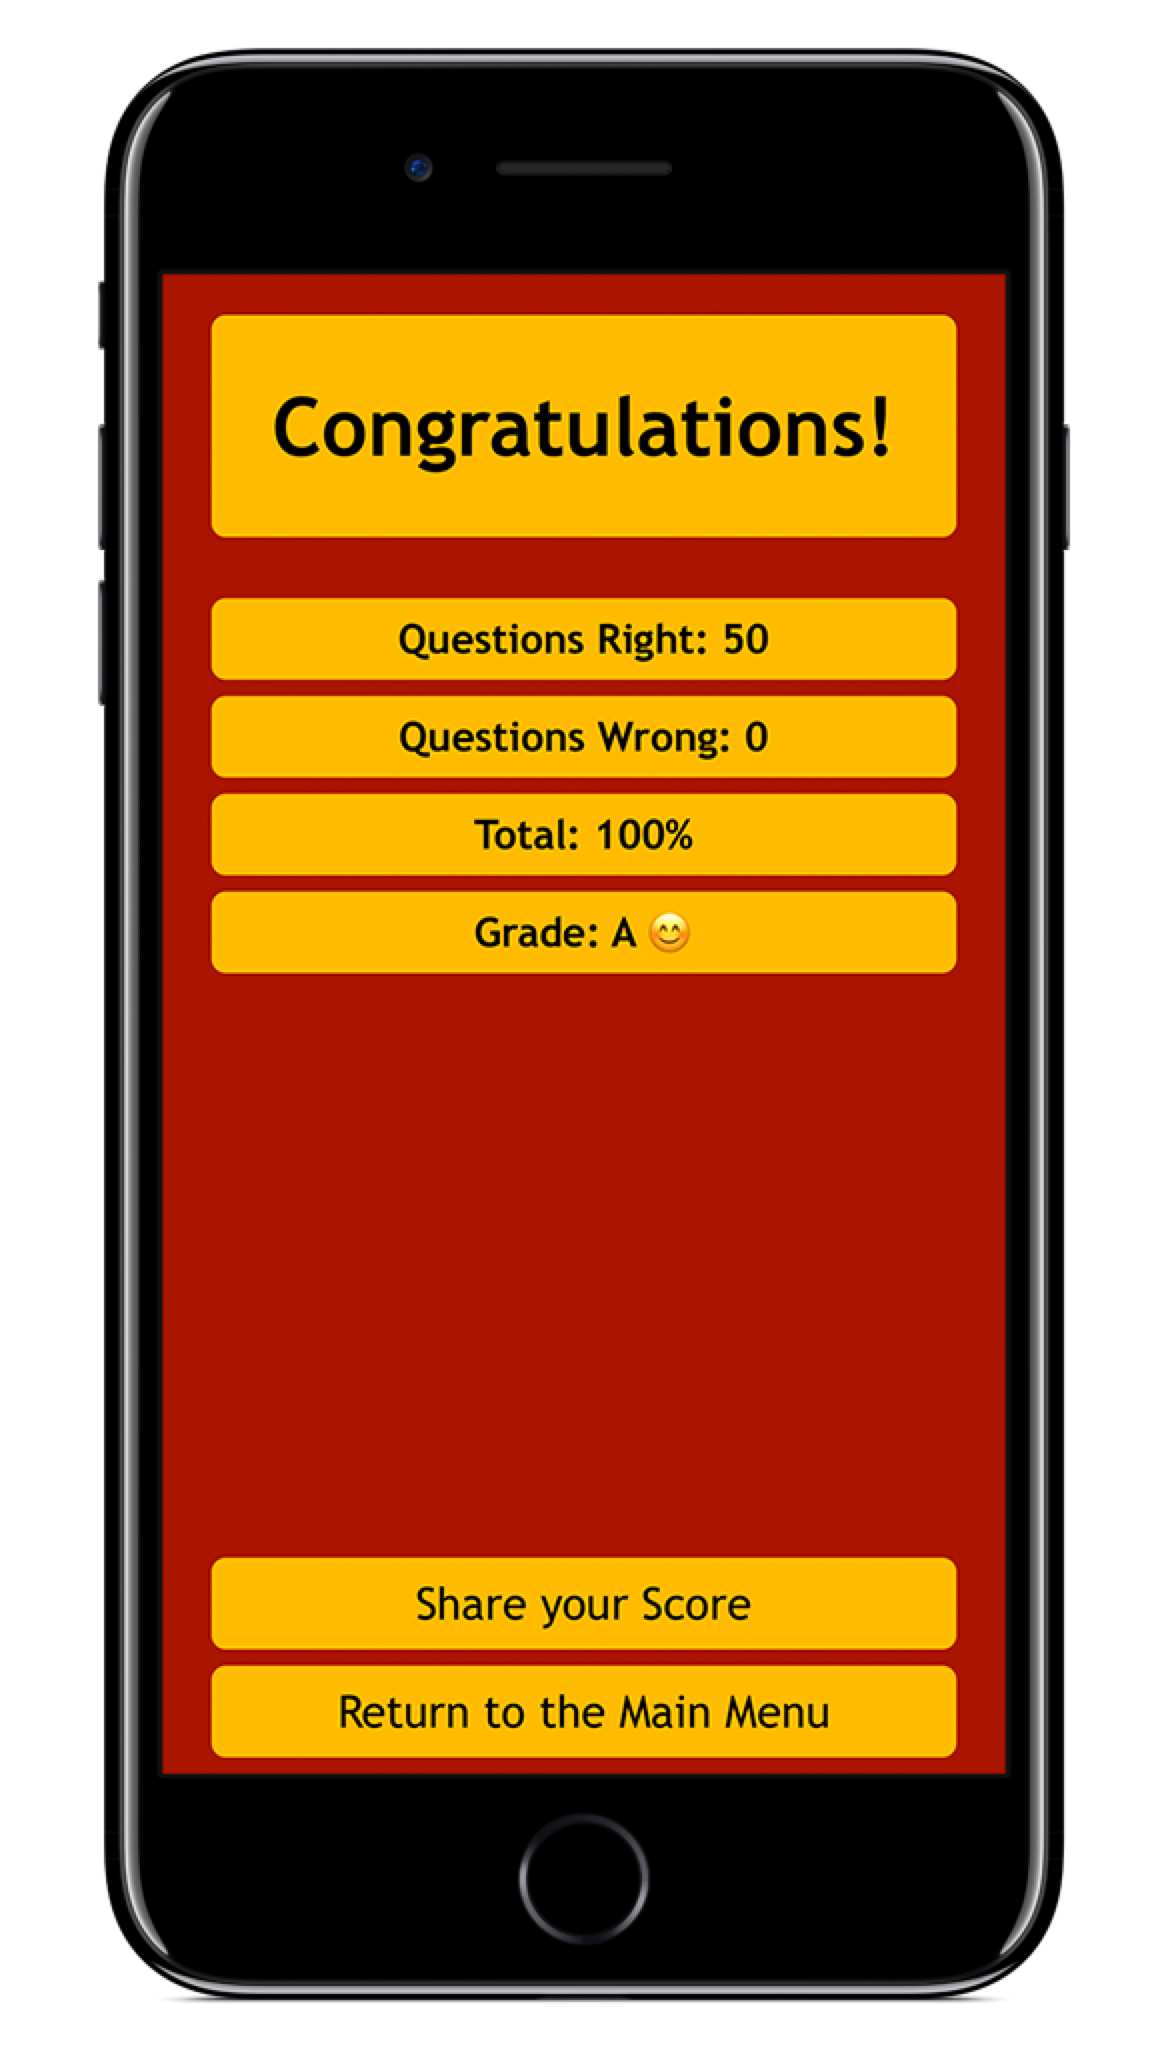 Congratulations!
Questions Right: 50
Questions Wrong: 0
Total: 100%
Grade: A 😊
Share your Score
Return to the Main Menu